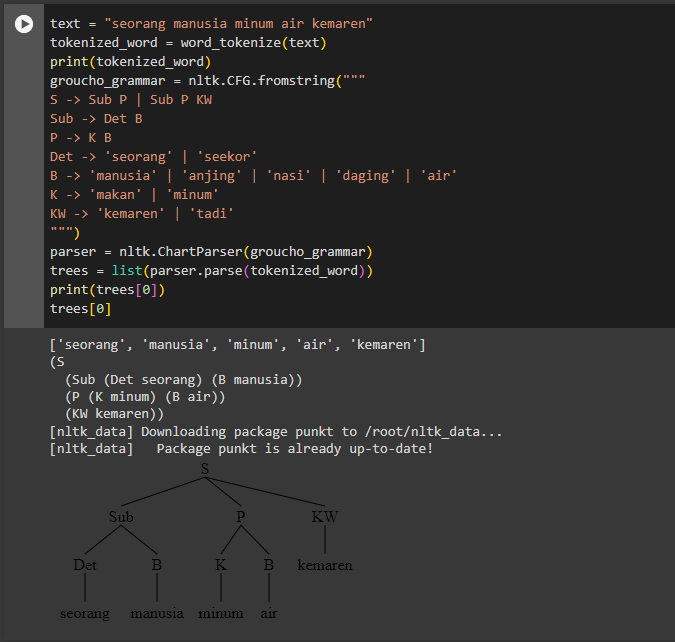 text = "seorang manusia minum air kemaren"
tokenized_word = word_tokenize(text)
print(tokenized_word)
groucho_grammar = nltk.CFG.fromstring("""
S -> Sub P | Sub P KW
Sub -> Det B
P -> K B
Det -> 'seorang' | 'seekor'
B -> 'manusia' | 'anjing' | 'nasi' | 'daging' | 'air'
K -> 'makan' | 'minum'
KW -> 'kemaren' | 'tadi'
""")
parser = nltk.ChartParser(groucho_grammar)
trees = list(parser.parse(tokenized_word))
print(trees[0])
trees[0]
['seorang', 'manusia', 'minum', 'air', 'kemaren']
(S
  (Sub (Det seorang) (B manusia))
  (P (K minum) (B air))
  (KW kemaren))
[nltk_data] Downloading package punkt to /root/nltk_data...
[nltk_data]   Package punkt is already up-to-date!
S
Sub P KW
Det B K B kemaren
seorang manusia minum air